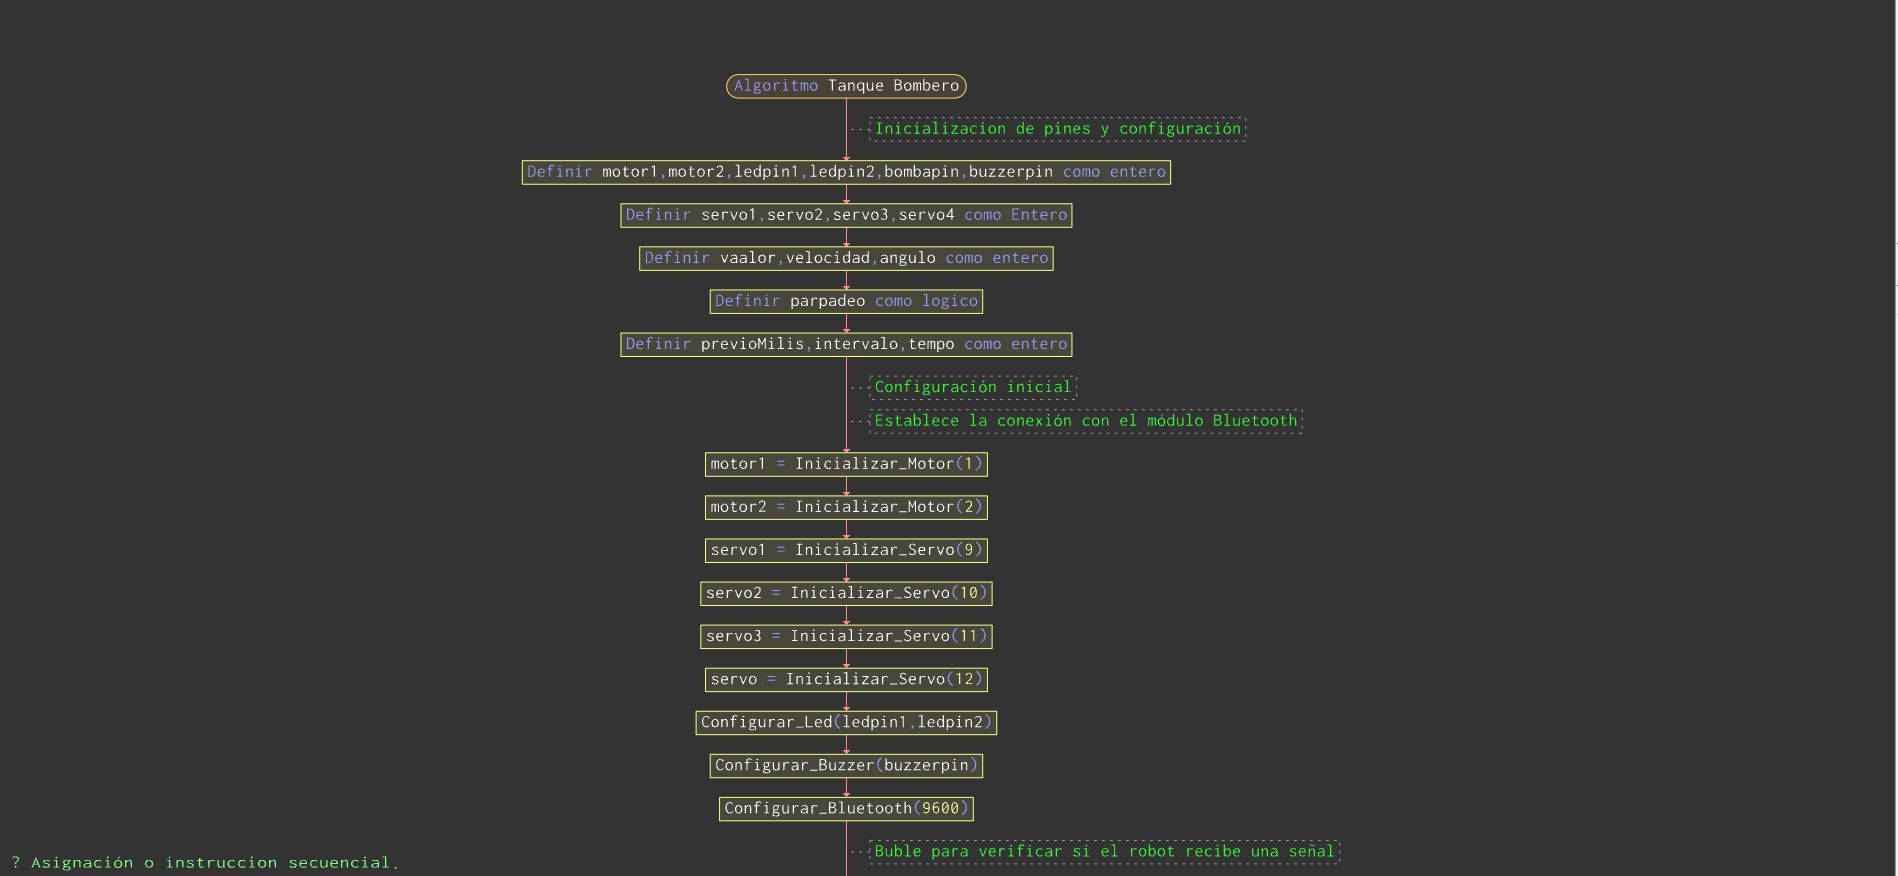 Algoritmo Tanque Bombero
Inicializacion de pines y configuración
Definir motor1,motor2,ledpin1,ledpin2,bombapin,buzzerpin como entero
Definir servo1,servo2,servo3,servo4 como Entero
Definir vaalor,velocidad,angulo como entero
Definir parpadeo como logico
Definir previoMilis,intervalo,tempo como entero
Configuración inicial
Establece la conexión con el módulo Bluetooth
motor1 = Inicializar_Motor(1)
motor2 = Inicializar_Motor(2)
servo1 = Inicializar_Servo(9)
servo2 = Inicializar_Servo(10)
servo3 = Inicializar_Servo(11)
servo = Inicializar_Servo(12)
Configurar_Led(ledpin1,ledpin2)
Configurar_Buzzer(buzzerpin)
Configurar_Bluetooth(9600)
Buble para verificar si el robot recibe una señal
? Asignación o instruccion secuencial.